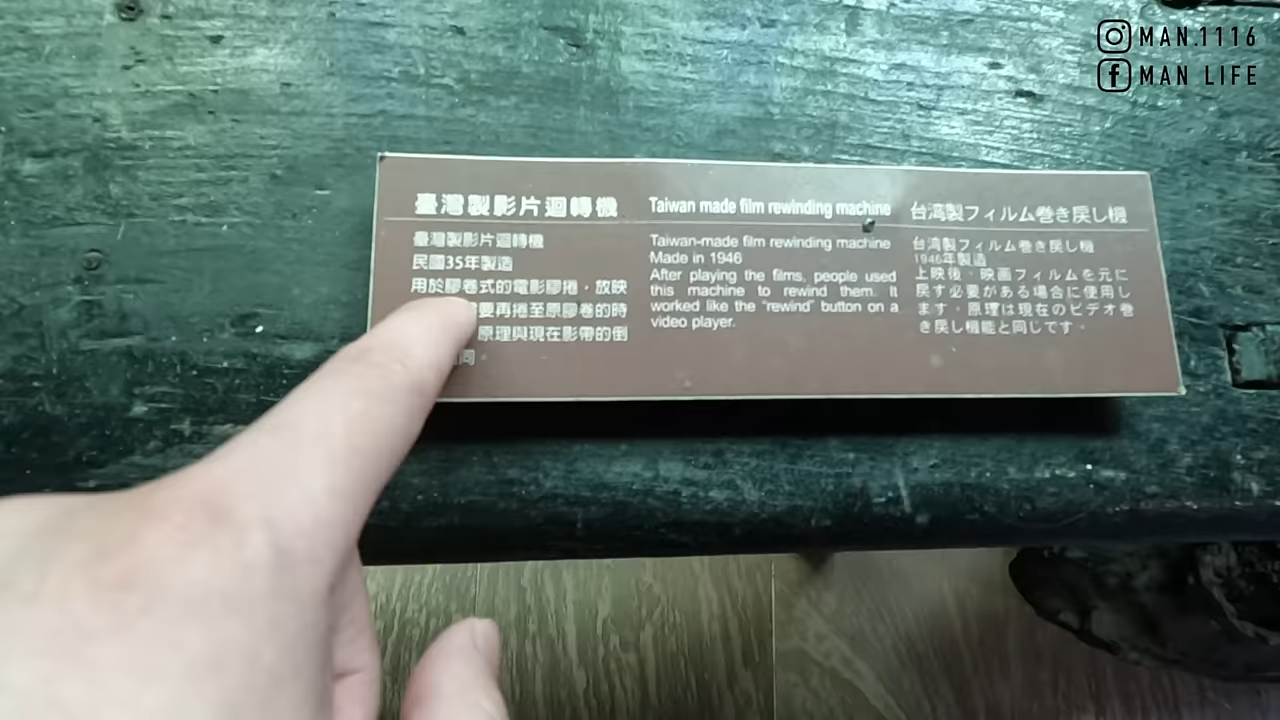 MAN.1116
MAN LIFE
臺灣製影片迴轉機
臺灣製影片迴轉機
民國35年製造
用於膠卷式的電影膠捲,放映
要再捲至原膠卷的時
原理與現在影帶的倒
同。
Taiwan made film rewinding machine
Taiwan-made film rewinding machine
Made in 1946
After playing the films, people used
this machine to rewind them. It
worked like the "rewind" button on a
video player.
台湾製フィルム巻き戻し機
台湾製フィルム巻き戻し機
1946年製造
上映後、映画フィルムを元に
戻す必要がある場合に使用し
ます。原理は現在のビデオ巻
き戻し機能と同じです。